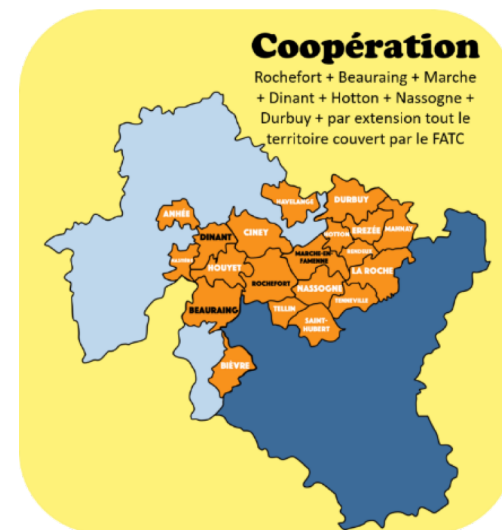 Coopération
Rochefort + Beauraing + Marche
+ Dinant + Hotton + Nassogne +
Durbuy + par extension tout le
territoire couvert par le FATC
HAVELANGE
DURBUY
ANHÉE
DINANT
CINEY
HOTTON
EREZÉE
MANHAY
MARCHE-EN-
FAMENNE
RENDEUX
HOUYET
ROCHEFORT
NASSOGNE
LA ROCHE
BEAURAING
TELLIN
TENNEVILLE
SAINT-
HUBERT
BIÈVRE